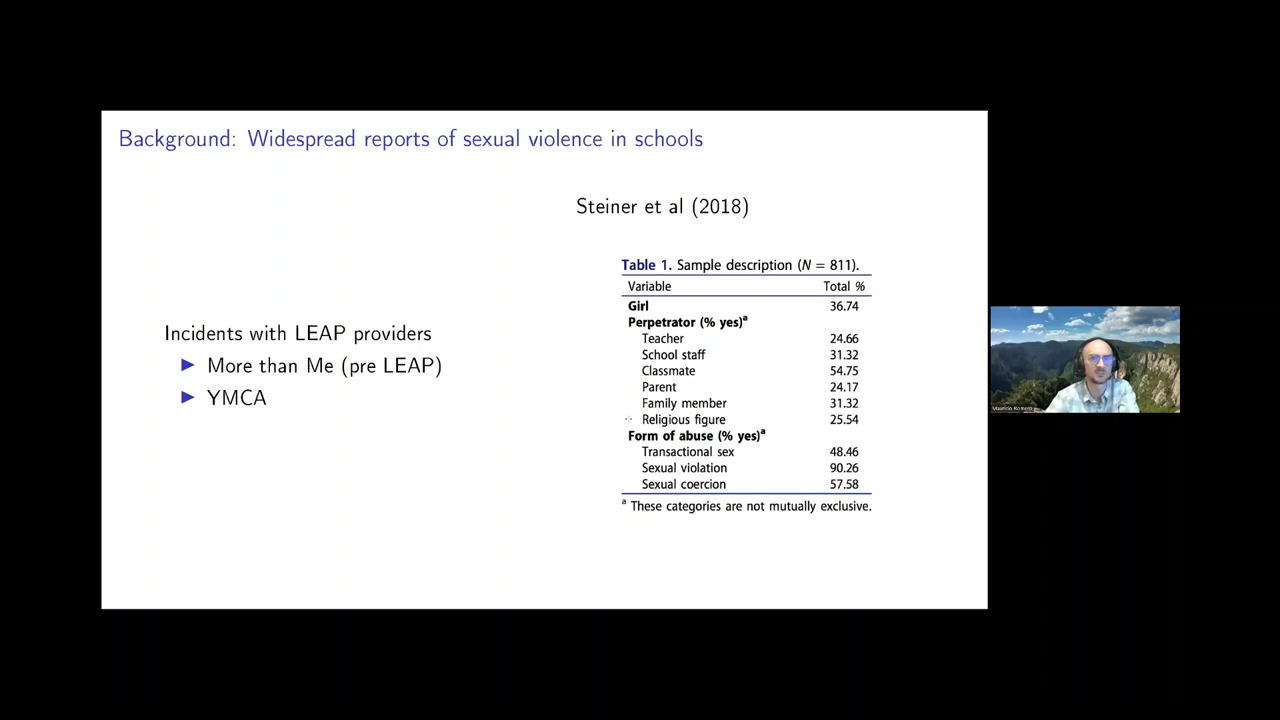 Background: Widespread reports of sexual violence in schools
Steiner et al (2018)
Incidents with LEAP providers
More than Me (pre LEAP)
YMCA
Table 1. Sample description (N = 811).
Variable Total %
Girl 36.74
Perpetrator (% yes)a
Teacher 24.66
School staff 31.32
Classmate 54.75
Parent 24.17
Family member 31.32
Religious figure 25.54
Form of abuse (% yes)a
Transactional sex 48.46
Sexual violation 90.26
Sexual coercion 57.58
a These categories are not mutually exclusive.
Mauricio Romero